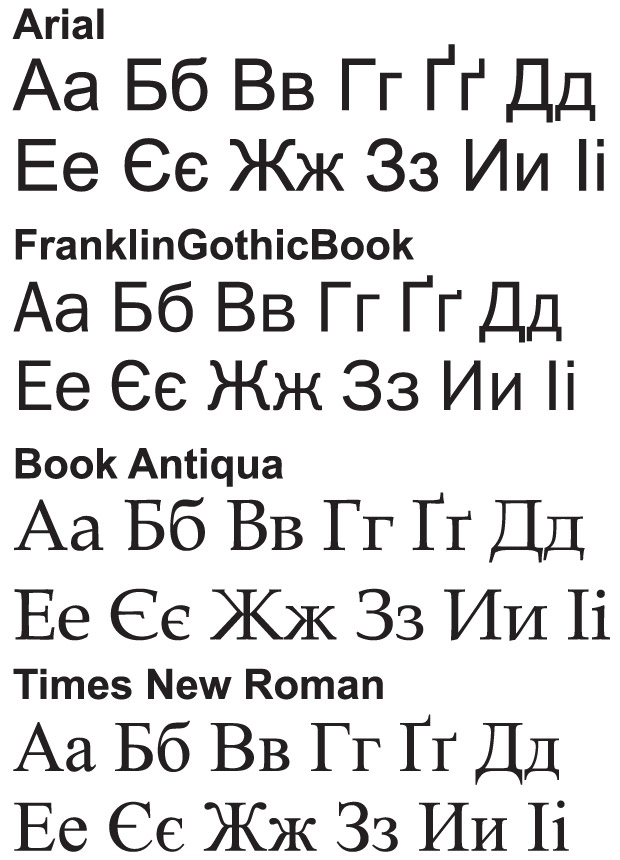 Arial
Аа Бб Вв Гг Ґґ Дд
Ее Єє Жж Зз Ии Іі
FranklinGothicBook
Аа Бб Вв Гг Ґґ Дд
Ее Єє Жж Зз Ии Іі
Book Antiqua
Аа Бб Вв Гг Ґґ Дд
Ее Єє Жж Зз Ии Іі
Times New Roman
Аа Бб Вв Гг Ґґ Дд
Ее Єє Жж Зз Ии Іі